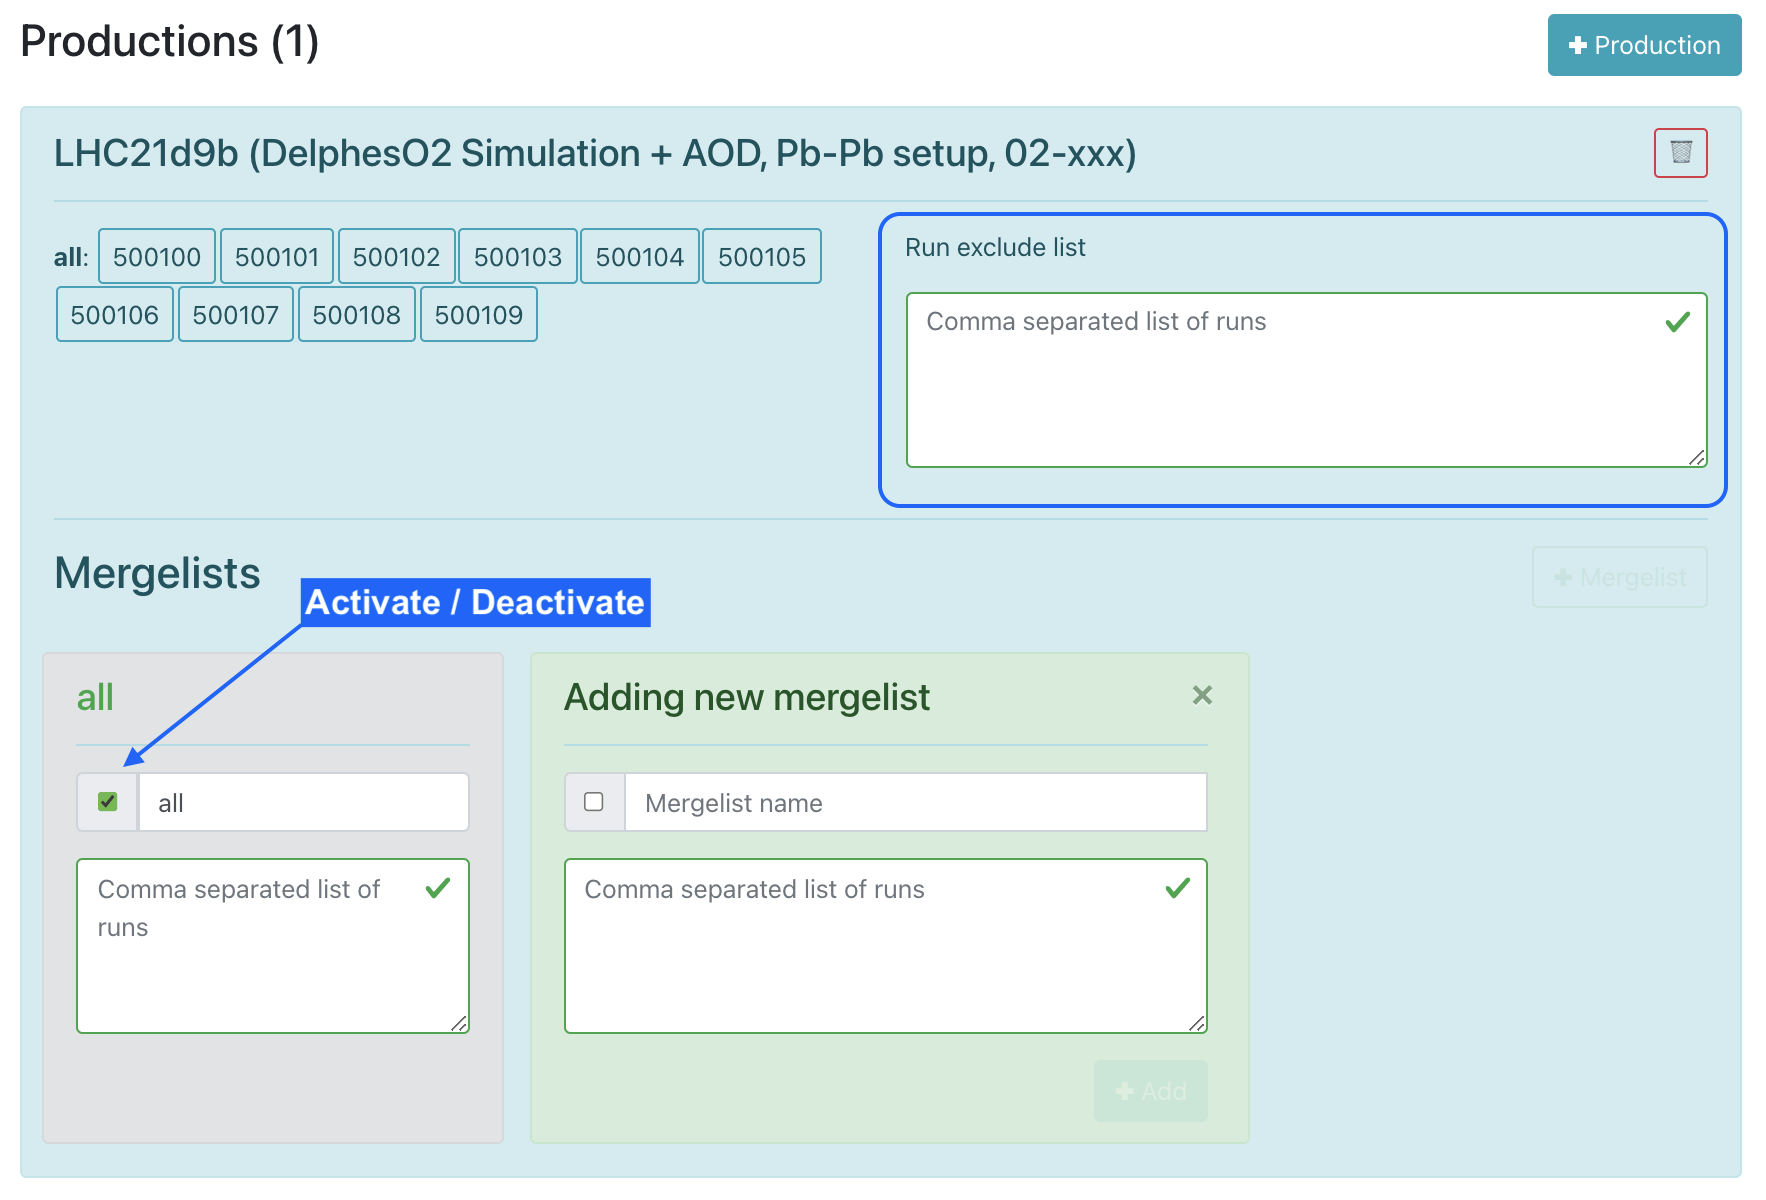 Productions (1)
+ Production
LHC21d9b (DelphesO2 Simulation + AOD, Pb-Pb setup, 02-xxx)
all: 500100 500101 500102 500103 500104 500105
500106 500107 500108 500109
Run exclude list
Comma separated list of runs
Mergelists
+ Mergelist
Activate / Deactivate
all
all
Comma separated list of
runs
Adding new mergelist
Mergelist name
Comma separated list of runs
+ Add